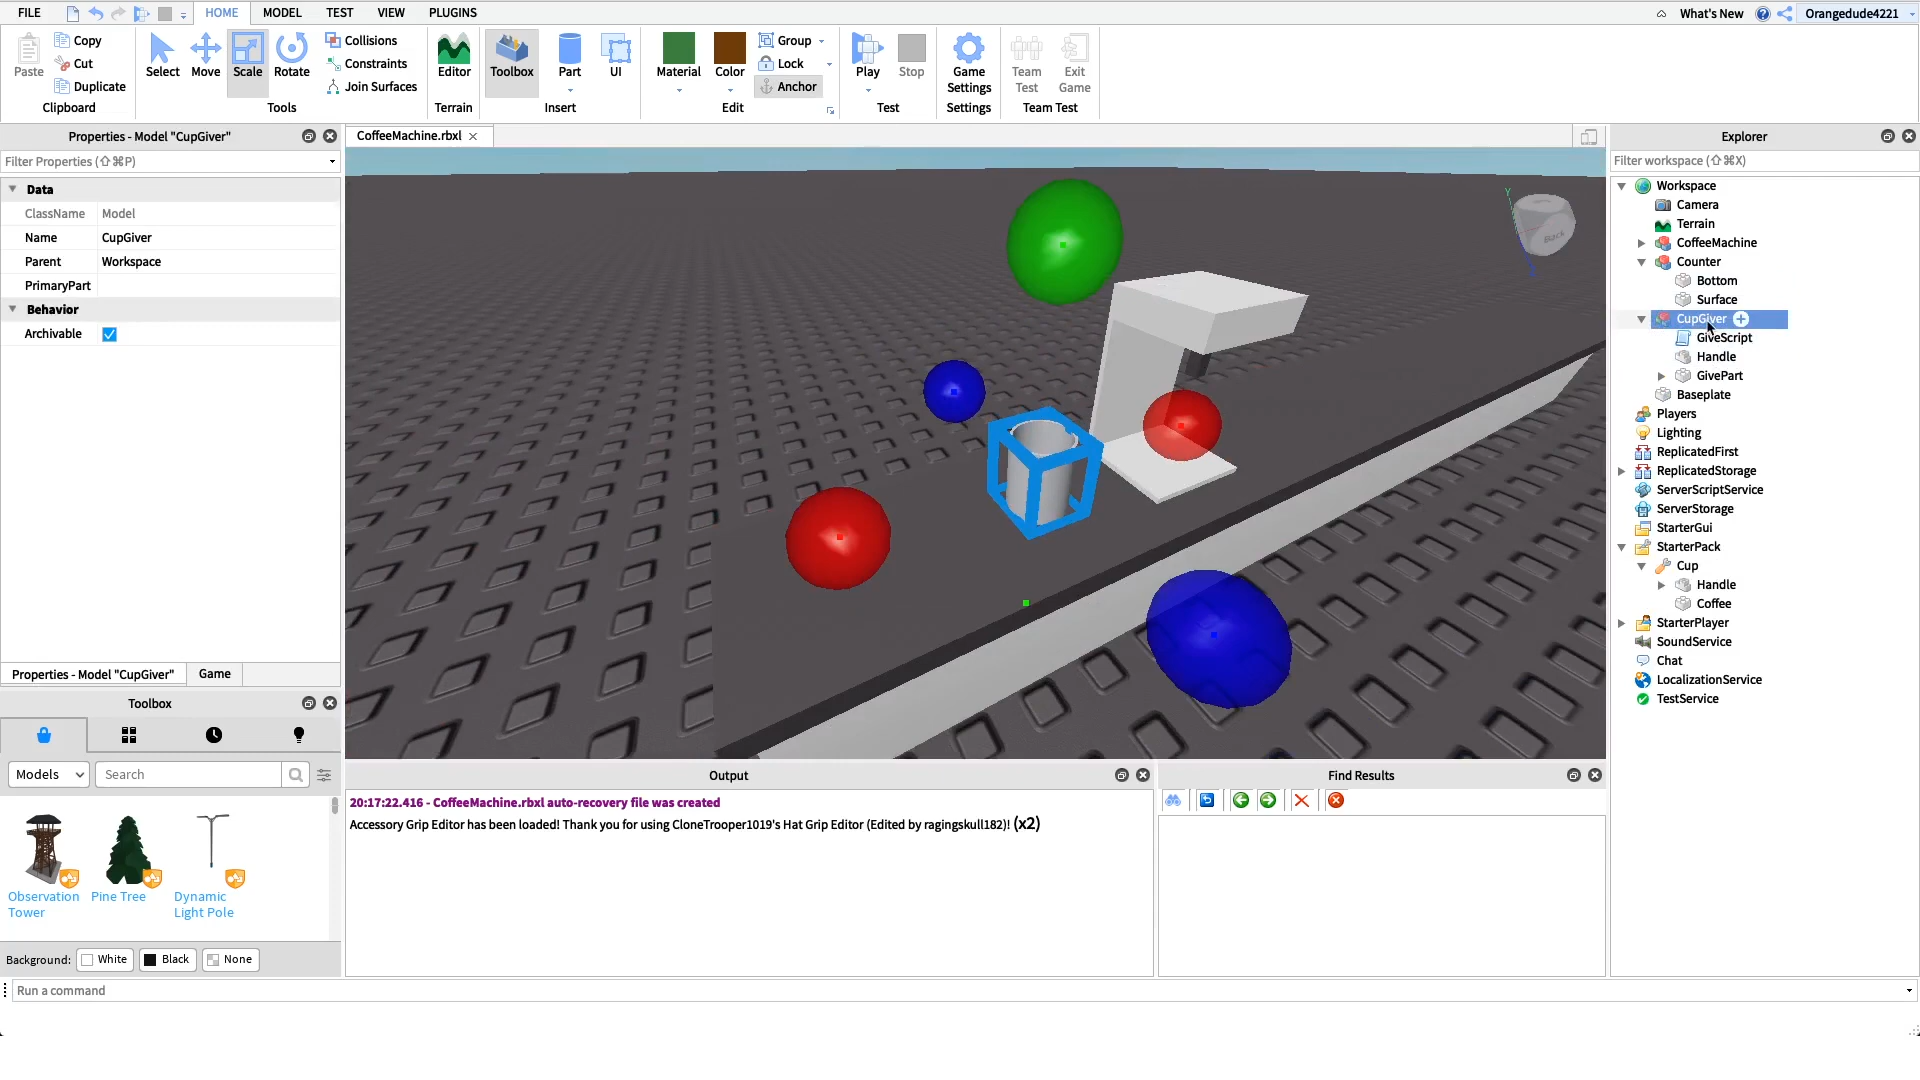 FILE
HOME
MODEL
TEST
VIEW
PLUGINS
What's New
Orangedude4221
Paste
Copy
Cut
Duplicate
Clipboard
Select
Move
Scale
Rotate
Collisions
Constraints
Join Surfaces
Tools
Editor
Terrain
Toolbox
Part
UI
Insert
Material
Color
Group
Lock
Anchor
Edit
Play
Stop
Test
Game Settings
Settings
Team Test
Exit Game
Team Test
Properties - Model "CupGiver"
Filter Properties (⇧⌘P)
Data
ClassName Model
Name CupGiver
Parent Workspace
PrimaryPart
Behavior
Archivable
Properties - Model "CupGiver"
Game
Toolbox
Models
Search
Observation Tower
Pine Tree
Dynamic Light Pole
Background:
White
Black
None
CoffeeMachine.rbxl
Y
Back
Output
20:17:22.416 - CoffeeMachine.rbxl auto-recovery file was created
Accessory Grip Editor has been loaded! Thank you for using CloneTrooper1019's Hat Grip Editor (Edited by ragingskull182)! (x2)
Find Results
Explorer
Filter workspace (⇧⌘X)
Workspace
Camera
Terrain
CoffeeMachine
Counter
Bottom
Surface
CupGiver
GiveScript
Handle
GivePart
Baseplate
Players
Lighting
ReplicatedFirst
ReplicatedStorage
ServerScriptService
ServerStorage
StarterGui
StarterPack
Cup
Handle
Coffee
StarterPlayer
SoundService
Chat
LocalizationService
TestService
Run a command